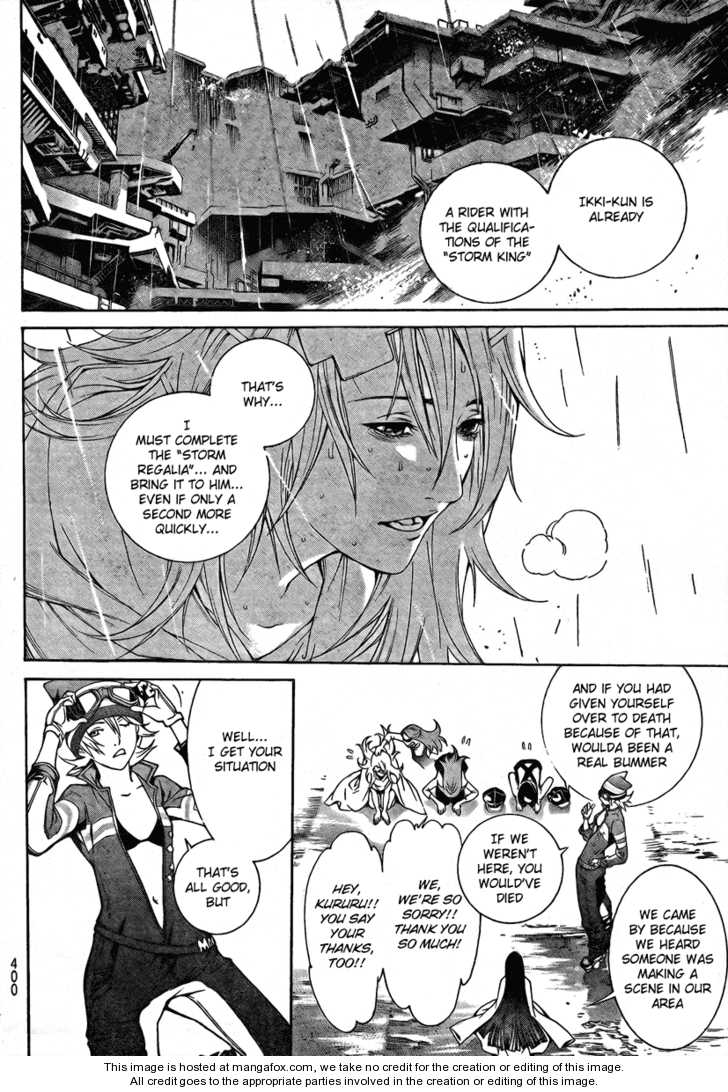 IKKI-KUN IS
ALREADY
A RIDER WITH
THE QUALIFICA-
TIONS OF THE
"STORM KING"
THAT'S
WHY...
I
MUST COMPLETE
THE "STORM
REGALIA"... AND
BRING IT TO HIM...
EVEN IF ONLY A
SECOND MORE
QUICKLY...
AND IF YOU HAD
GIVEN YOURSELF
OVER TO DEATH
BECAUSE OF THAT,
WOULDA BEEN A
REAL BUMMER
IF WE
WEREN'T
HERE,
YOU
WOULD'VE
DIED
WE CAME
BY BECAUSE
WE HEARD
SOMEONE WAS
MAKING A
SCENE IN OUR
AREA
WE,
WE'RE SO
SORRY!!
THANK YOU
SO MUCH!
HEY,
KURURU!!
YOU SAY
YOUR
THANKS,
TOO!!
WELL...
I GET YOUR
SITUATION
THAT'S
ALL GOOD,
BUT
400
This image is hosted at mangafox.com, we take no credit for the creation or editing of this image.
All credit goes to the appropriate parties involved in the creation or editing of this image.